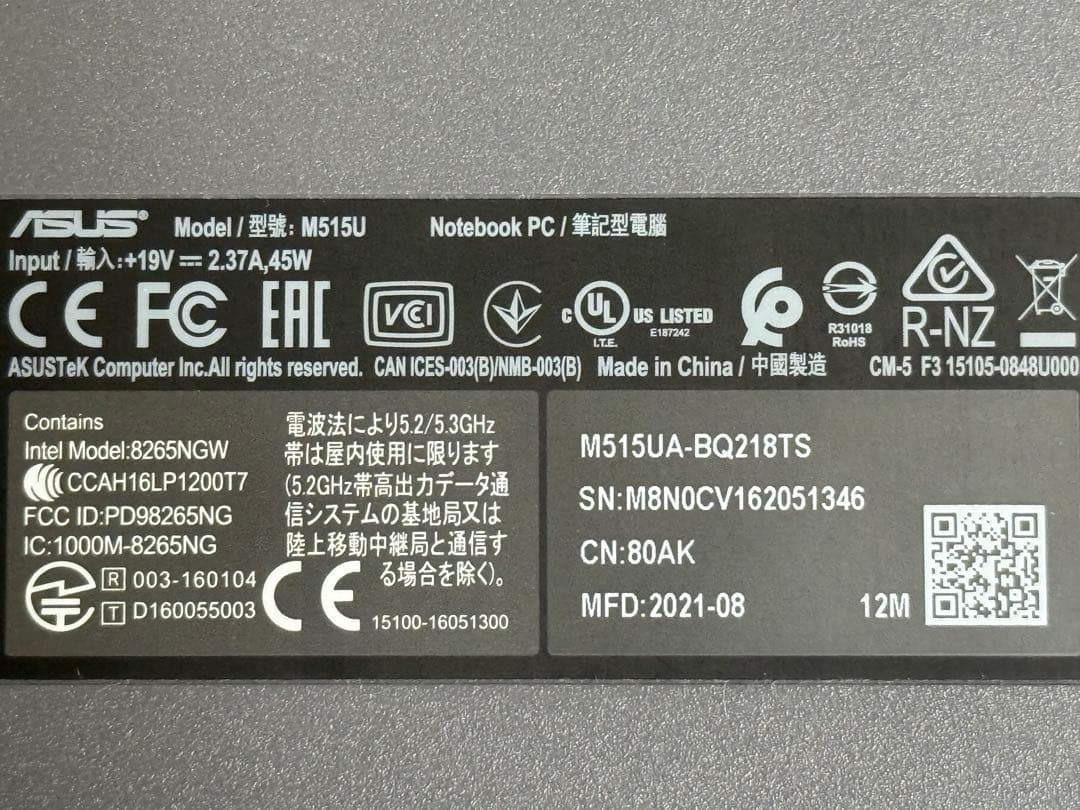 ASUS® Model / 型號: M515U Notebook PC / 筆記型電腦
Input / 輸入:+19V ⎓ 2.37A,45W
CE FC EAC VCCI c UL US LISTED I.T.E. E187242 R31018 RoHS R-NZ
ASUSTeK Computer Inc.All rights reserved. CAN ICES-003(B)/NMB-003(B) Made in China / 中國製造 CM-5 F3 15105-0848U000
Contains
Intel Model:8265NGW
CCAH16LP1200T7
FCC ID:PD98265NG
IC:1000M-8265NG
R 003-160104
T D160055003
電波法により5.2/5.3GHz
帯は屋内使用に限ります
(5.2GHz帯高出力データ通
信システムの基地局又は
陸上移動中継局と通信す
る場合を除く)。
CE 15100-16051300
M515UA-BQ218TS
SN:M8N0CV162051346
CN:80AK
MFD:2021-08 12M